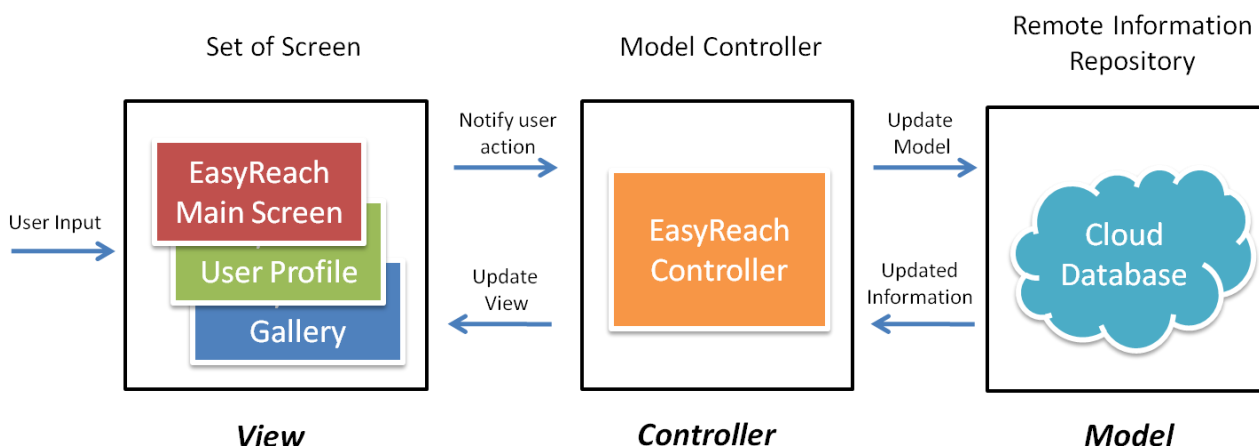 Set of Screen
Model Controller
Remote Information
Repository
User Input
EasyReach
Main Screen
User Profile
Gallery
Notify user
action
Update
View
EasyReach
Controller
Update
Model
Updated
Information
Cloud
Database
View
Controller
Model